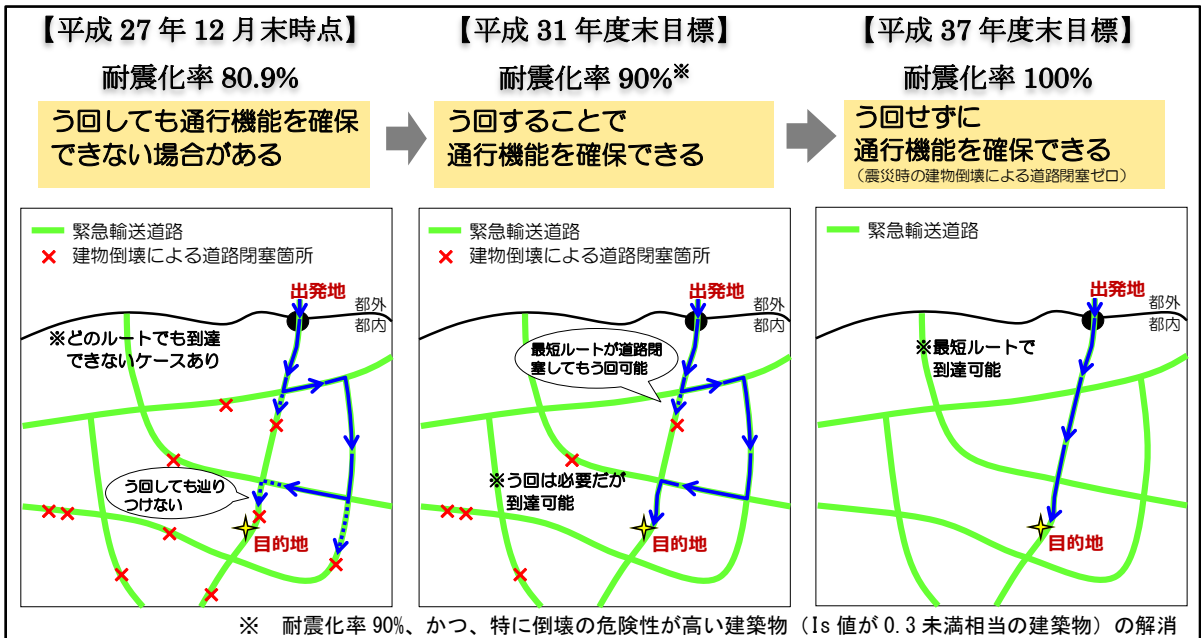 【平成 27 年 12 月末時点】
耐震化率 80.9%
う回しても通行機能を確保
できない場合がある
【平成 31 年度末目標】
耐震化率 90%※
う回することで
通行機能を確保できる
【平成 37 年度末目標】
耐震化率 100%
う回せずに
通行機能を確保できる
(震災時の建物倒壊による道路閉塞ゼロ)
緊急輸送道路
× 建物倒壊による道路閉塞箇所
出発地
都外
都内
※どのルートでも到達
できないケースあり
う回しても辿り
つけない
目的地
緊急輸送道路
× 建物倒壊による道路閉塞箇所
出発地
都外
都内
最短ルートが道路閉
塞してもう回可能
※う回は必要だが
到達可能
目的地
緊急輸送道路
出発地
都外
都内
※最短ルートで
到達可能
目的地
※ 耐震化率 90%、かつ、特に倒壊の危険性が高い建築物(Is 値が 0.3 未満相当の建築物)の解消